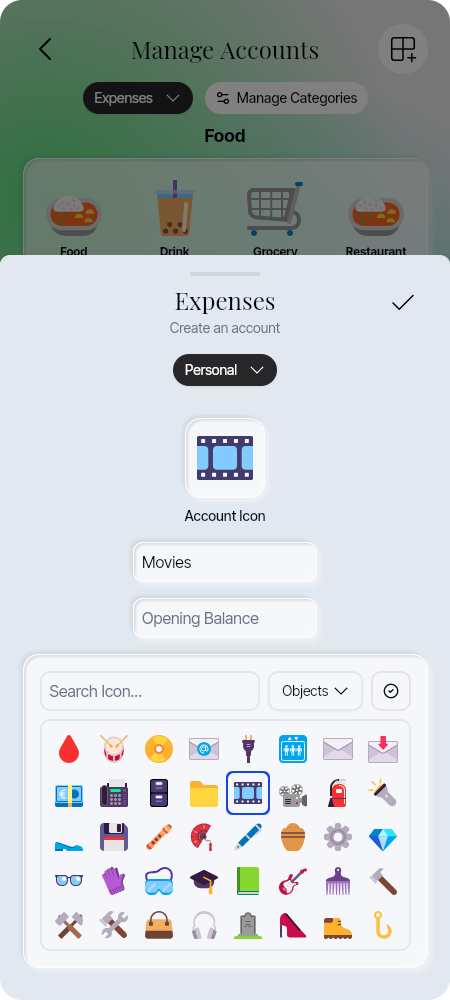 Manage Accounts
Expenses
Manage Categories
Food
Food
Drink
Grocery
Restaurant
Expenses
Create an account
Personal
Account Icon
Movies
Opening Balance
Search Icon...
Objects